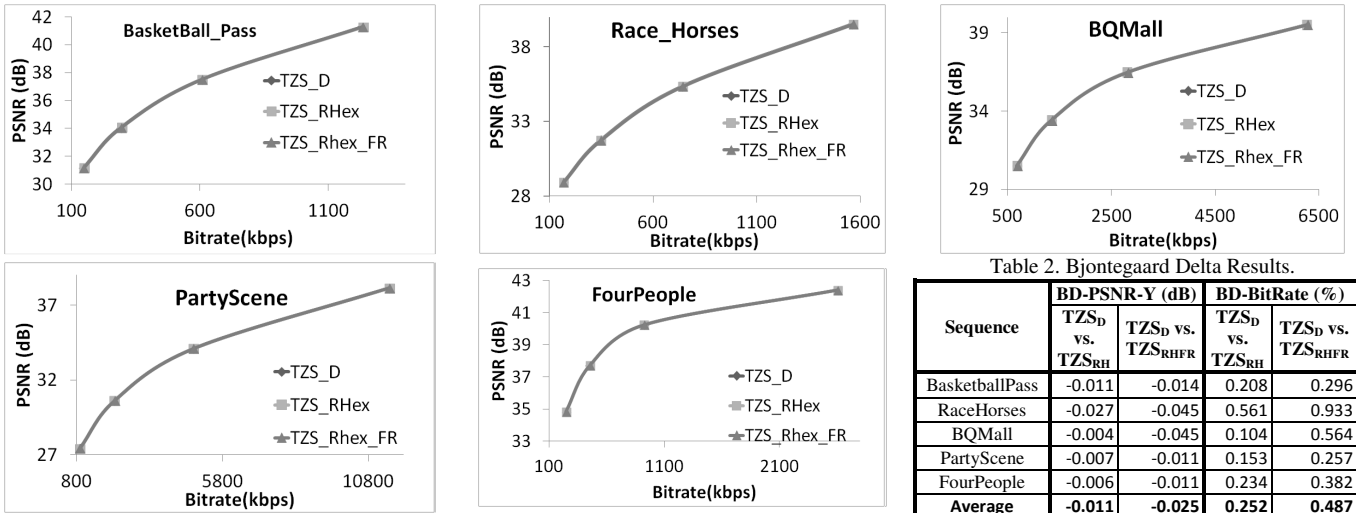 BasketBall_Pass
PSNR (dB)
42
40
38
36
34
32
30
TZS_D
TZS_RHex
TZS_Rhex_FR
100 600 1100
Bitrate(kbps)
Race_Horses
PSNR (dB)
38
33
28
TZS_D
TZS_RHex
TZS_Rhex_FR
100 600 1100 1600
Bitrate(kbps)
BQMall
PSNR (dB)
39
34
29
TZS_D
TZS_RHex
TZS_Rhex_FR
500 2500 4500 6500
Bitrate(kbps)
PartyScene
PSNR (dB)
37
32
27
TZS_D
TZS_RHex
TZS_Rhex_FR
800 5800 10800
Bitrate(kbps)
FourPeople
PSNR (dB)
43
41
39
37
35
33
TZS_D
TZS_RHex
TZS_Rhex_FR
100 1100 2100
Bitrate(kbps)
Table 2. Bjontegaard Delta Results.
Sequence BD-PSNR-Y (dB) BD-BitRate (%)
TZSD vs. TZSRH TZSD vs. TZSRHFR TZSD vs. TZSRH TZSD vs. TZSRHFR
BasketballPass -0.011 -0.014 0.208 0.296
RaceHorses -0.027 -0.045 0.561 0.933
BQMall -0.004 -0.045 0.104 0.564
PartyScene -0.007 -0.011 0.153 0.257
FourPeople -0.006 -0.011 0.234 0.382
Average -0.011 -0.025 0.252 0.487